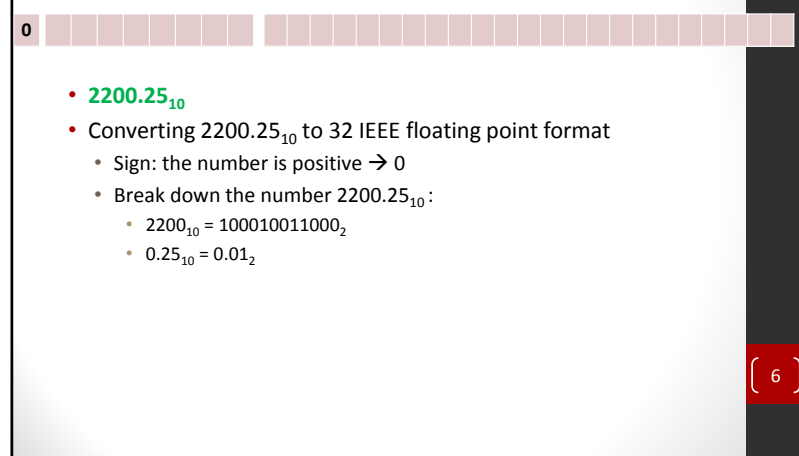 0
• 2200.25₁₀
• Converting 2200.25₁₀ to 32 IEEE floating point format
• Sign: the number is positive → 0
• Break down the number 2200.25₁₀ :
• 2200₁₀ = 100010011000₂
• 0.25₁₀ = 0.01₂
6